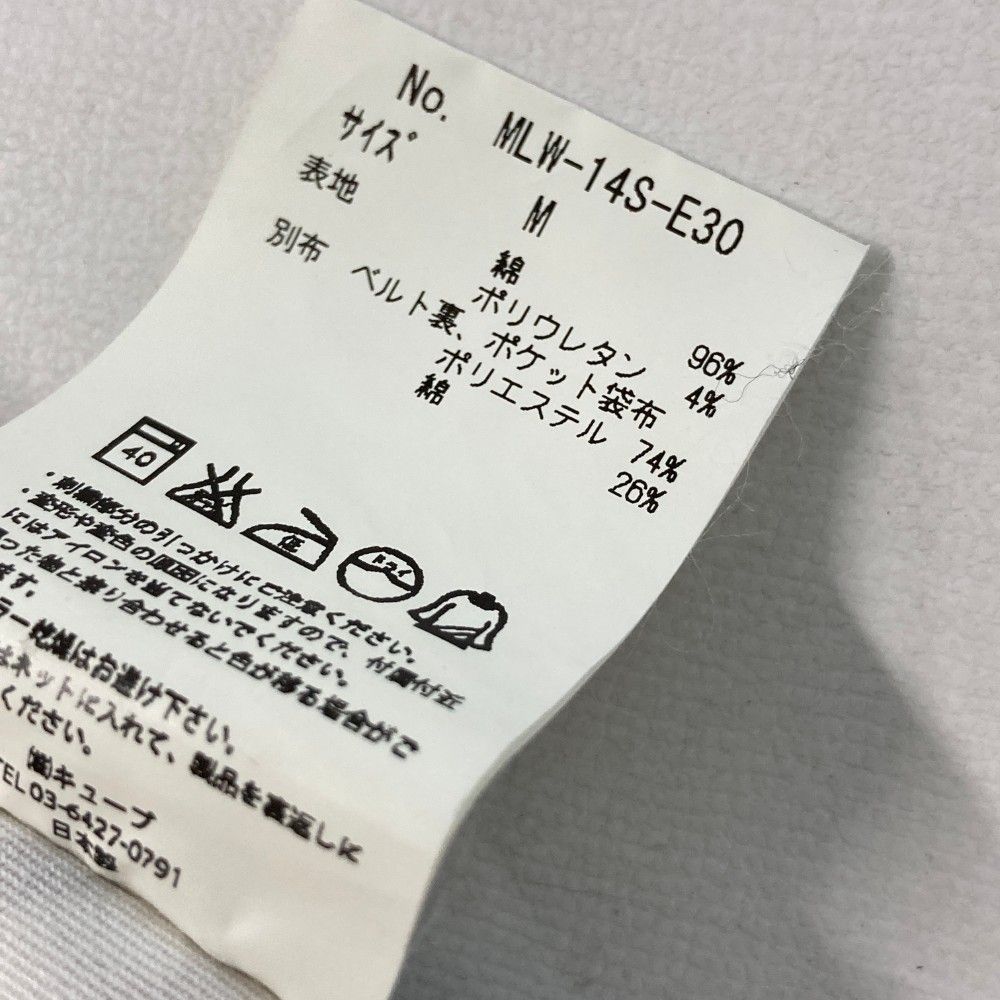 No. MLW-14S-E30
サイズ M
表地 綿 96%
ポリウレタン 4%
別布 ベルト裏、ポケット袋布
ポリエステル 74%
綿 26%
40
低
ドライ
・刺繍部分の引っかけにご注意ください。
・変形や変色の原因になりますので、付属付近
にはアイロンを当てないでください。
った物と擦り合わせると色が移る場合がご
ます。
ラー乾燥はお避け下さい。
はネットに入れて、製品を裏返しに
ください。
㈱キューブ
TEL 03-6427-0791
日本製